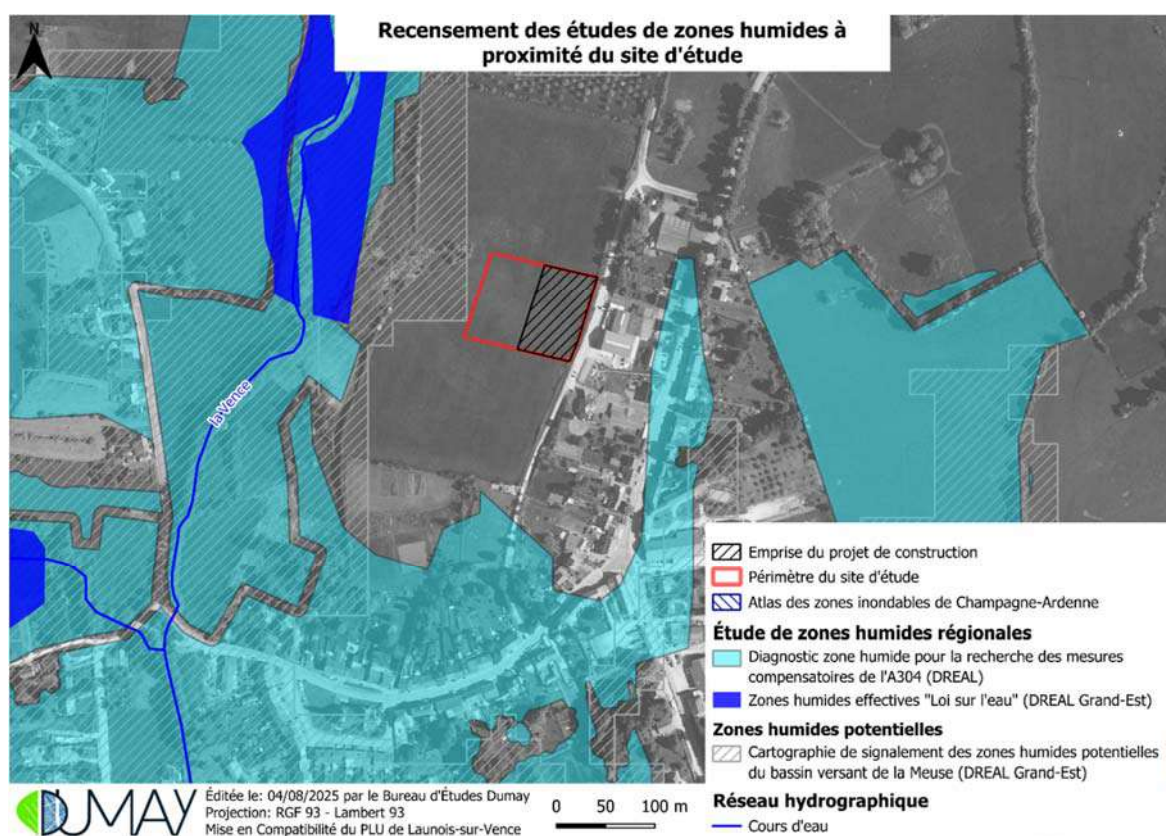 Recensement des études de zones humides à
proximité du site d'étude
N
la Vence
Emprise du projet de construction
Périmètre du site d'étude
Atlas des zones inondables de Champagne-Ardenne
Étude de zones humides régionales
Diagnostic zone humide pour la recherche des mesures
compensatoires de l'A304 (DREAL)
Zones humides effectives "Loi sur l'eau" (DREAL Grand-Est)
Zones humides potentielles
Cartographie de signalement des zones humides potentielles
du bassin versant de la Meuse (DREAL Grand-Est)
Réseau hydrographique
Cours d'eau
DUMAY
Éditée le: 04/08/2025 par le Bureau d'Études Dumay
Projection: RGF 93 - Lambert 93
Mise en Compatibilité du PLU de Launois-sur-Vence
0 50 100 m